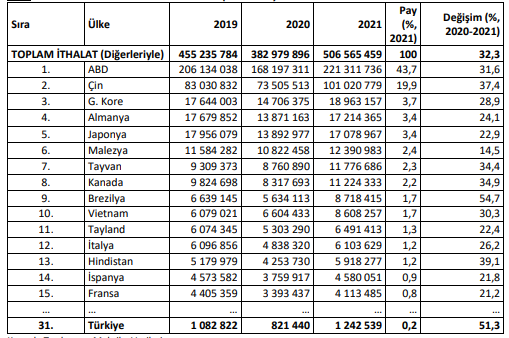 Sıra Ülke 2019 2020 2021 Pay (%, 2021) Değişim (%, 2020-2021)
TOPLAM İTHALAT (Diğerleriyle) 455 235 784 382 979 896 506 565 459 100 32,3
1. ABD 206 134 038 168 197 311 221 311 736 43,7 31,6
2. Çin 83 030 832 73 505 513 101 020 779 19,9 37,4
3. G. Kore 17 644 003 14 706 375 18 963 157 3,7 28,9
4. Almanya 17 679 852 13 871 163 17 214 365 3,4 24,1
5. Japonya 17 956 079 13 892 977 17 078 967 3,4 22,9
6. Malezya 11 584 282 10 822 458 12 390 983 2,4 14,5
7. Tayvan 9 309 373 8 760 890 11 776 686 2,3 34,4
8. Kanada 9 824 698 8 317 693 11 224 333 2,2 34,9
9. Brezilya 6 639 145 5 634 113 8 718 415 1,7 54,7
10. Vietnam 6 079 021 6 604 433 8 608 257 1,7 30,3
11. Tayland 6 074 345 5 303 290 6 491 413 1,3 22,4
12. İtalya 6 096 856 4 838 320 6 103 629 1,2 26,2
13. Hindistan 5 179 979 4 253 730 5 918 277 1,2 39,1
14. İspanya 4 573 582 3 759 917 4 580 051 0,9 21,8
15. Fransa 4 405 359 3 393 437 4 113 485 0,8 21,2
... ... ... ... ... ... ...
31. Türkiye 1 082 822 821 440 1 242 539 0,2 51,3